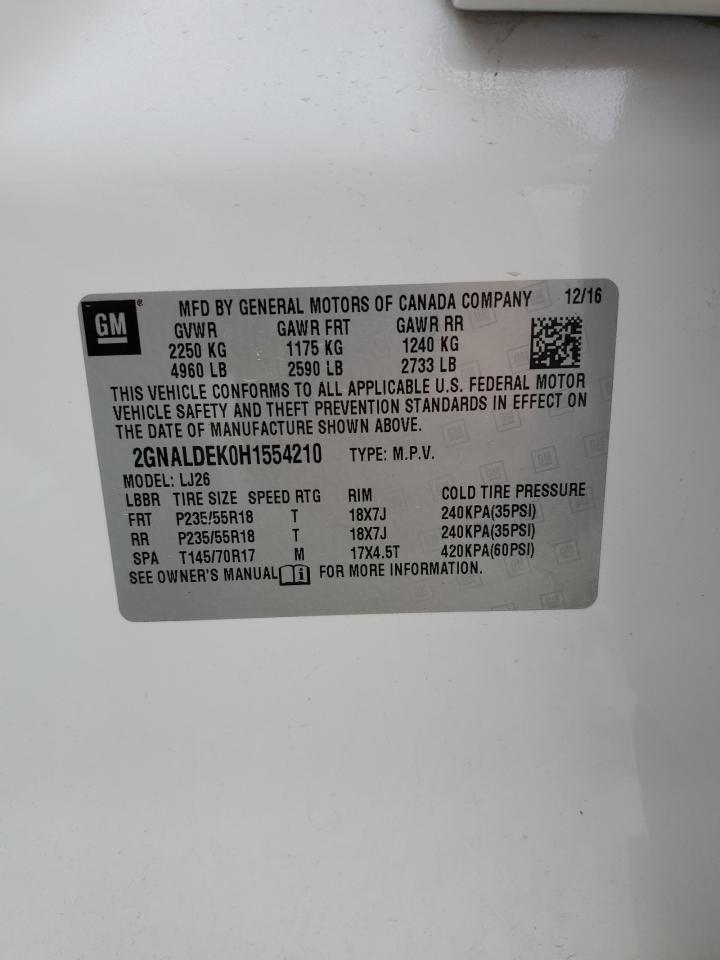 GM ® MFD BY GENERAL MOTORS OF CANADA COMPANY 12/16
GVWR GAWR FRT GAWR RR
2250 KG 1175 KG 1240 KG
4960 LB 2590 LB 2733 LB
THIS VEHICLE CONFORMS TO ALL APPLICABLE U.S. FEDERAL MOTOR
VEHICLE SAFETY AND THEFT PREVENTION STANDARDS IN EFFECT ON
THE DATE OF MANUFACTURE SHOWN ABOVE.
2GNALDEK0H1554210 TYPE: M.P.V.
MODEL: LJ26
LBBR TIRE SIZE SPEED RTG RIM COLD TIRE PRESSURE
FRT P235/55R18 T 18X7J 240KPA(35PSI)
RR P235/55R18 T 18X7J 240KPA(35PSI)
SPA T145/70R17 M 17X4.5T 420KPA(60PSI)
SEE OWNER'S MANUAL i FOR MORE INFORMATION.